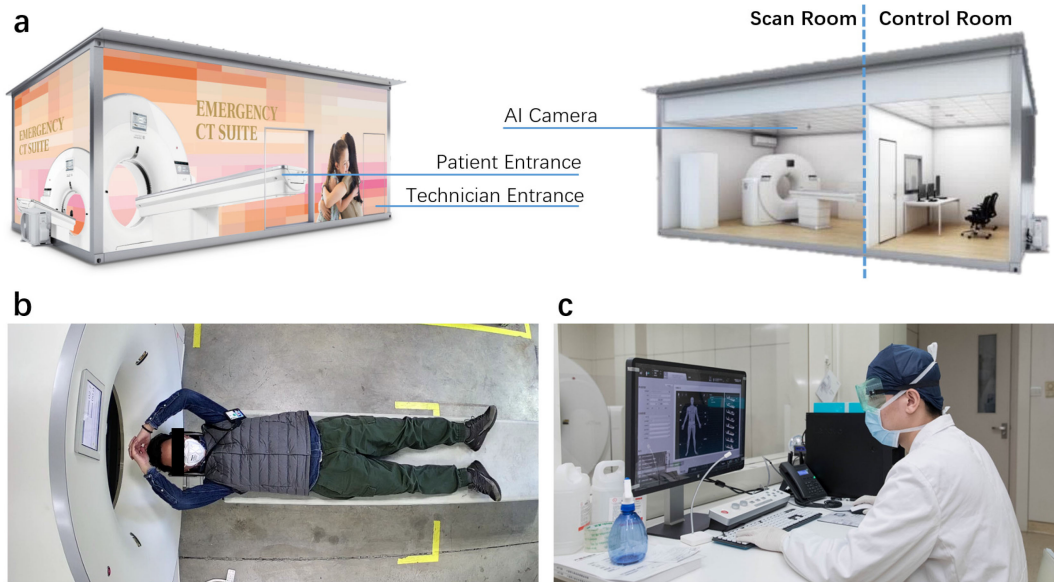 a
Scan Room
Control Room
EMERGENCY
CT SUITE
EMERGENCY
CT SUITE
AI Camera
Patient Entrance
Technician Entrance
b
c